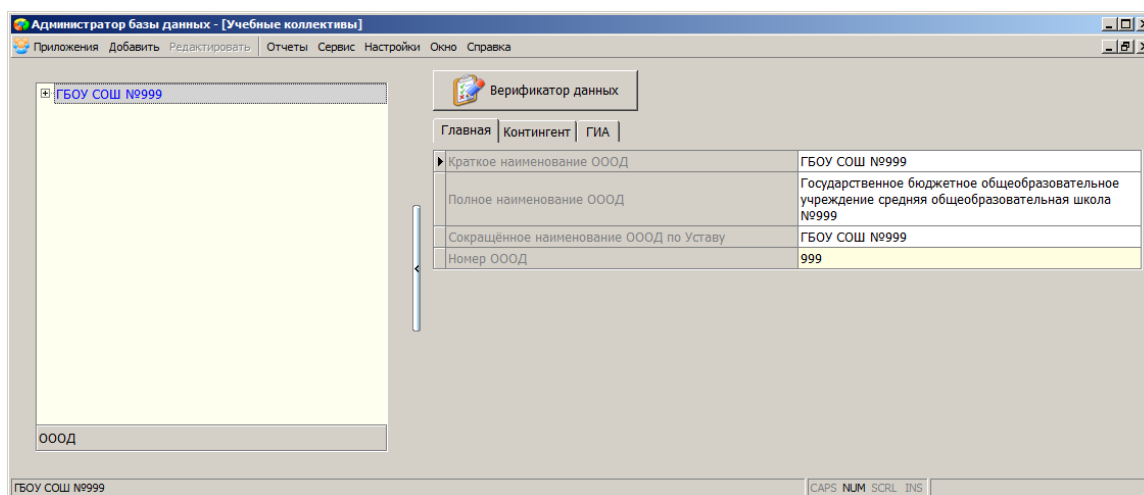 Администратор базы данных - [Учебные коллективы]
Приложения Добавить Редактировать Отчеты Сервис Настройки Окно Справка
ГБОУ СОШ №999
ОООД
Верификатор данных
Главная Контингент ГИА
Краткое наименование ОООД ГБОУ СОШ №999
Полное наименование ОООД Государственное бюджетное общеобразовательное
учреждение средняя общеобразовательная школа
№999
Сокращённое наименование ОООД по Уставу ГБОУ СОШ №999
Номер ОООД 999
ГБОУ СОШ №999 CAPS NUM SCRL INS